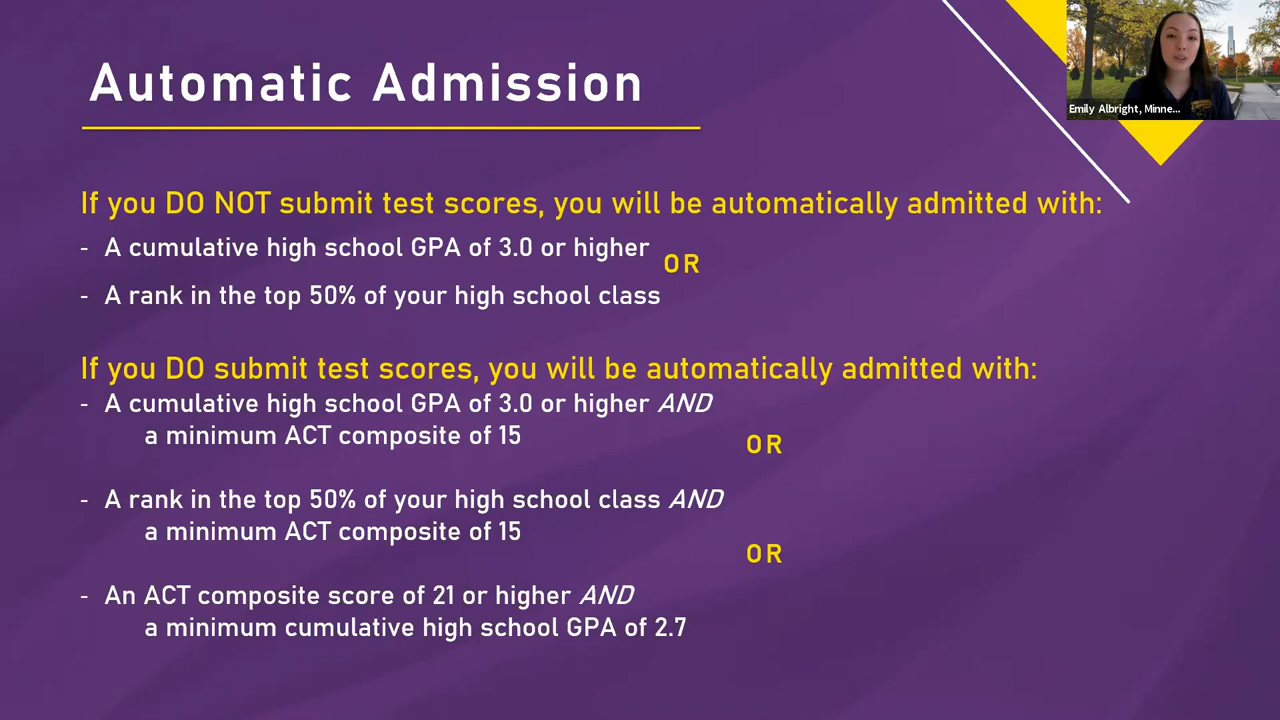 Automatic Admission
Emily Albright, Minne...
If you DO NOT submit test scores, you will be automatically admitted with:
- A cumulative high school GPA of 3.0 or higher
OR
- A rank in the top 50% of your high school class
If you DO submit test scores, you will be automatically admitted with:
- A cumulative high school GPA of 3.0 or higher AND
a minimum ACT composite of 15
OR
- A rank in the top 50% of your high school class AND
a minimum ACT composite of 15
OR
- An ACT composite score of 21 or higher AND
a minimum cumulative high school GPA of 2.7